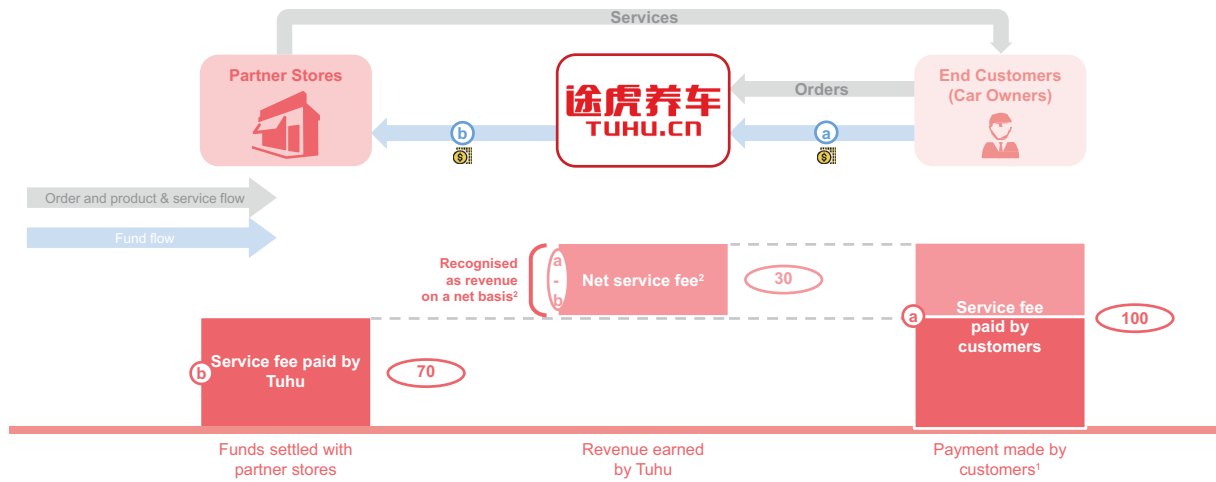 Services
Partner Stores
途虎养车
TUHU.CN
Orders
End Customers
(Car Owners)
b
a
Order and product & service flow
Fund flow
Recognised
as revenue
on a net basis²
a
-
b
Net service fee²
30
Service fee
paid by
customers
a
100
b
Service fee paid by
Tuhu
70
Funds settled with
partner stores
Revenue earned
by Tuhu
Payment made by
customers¹